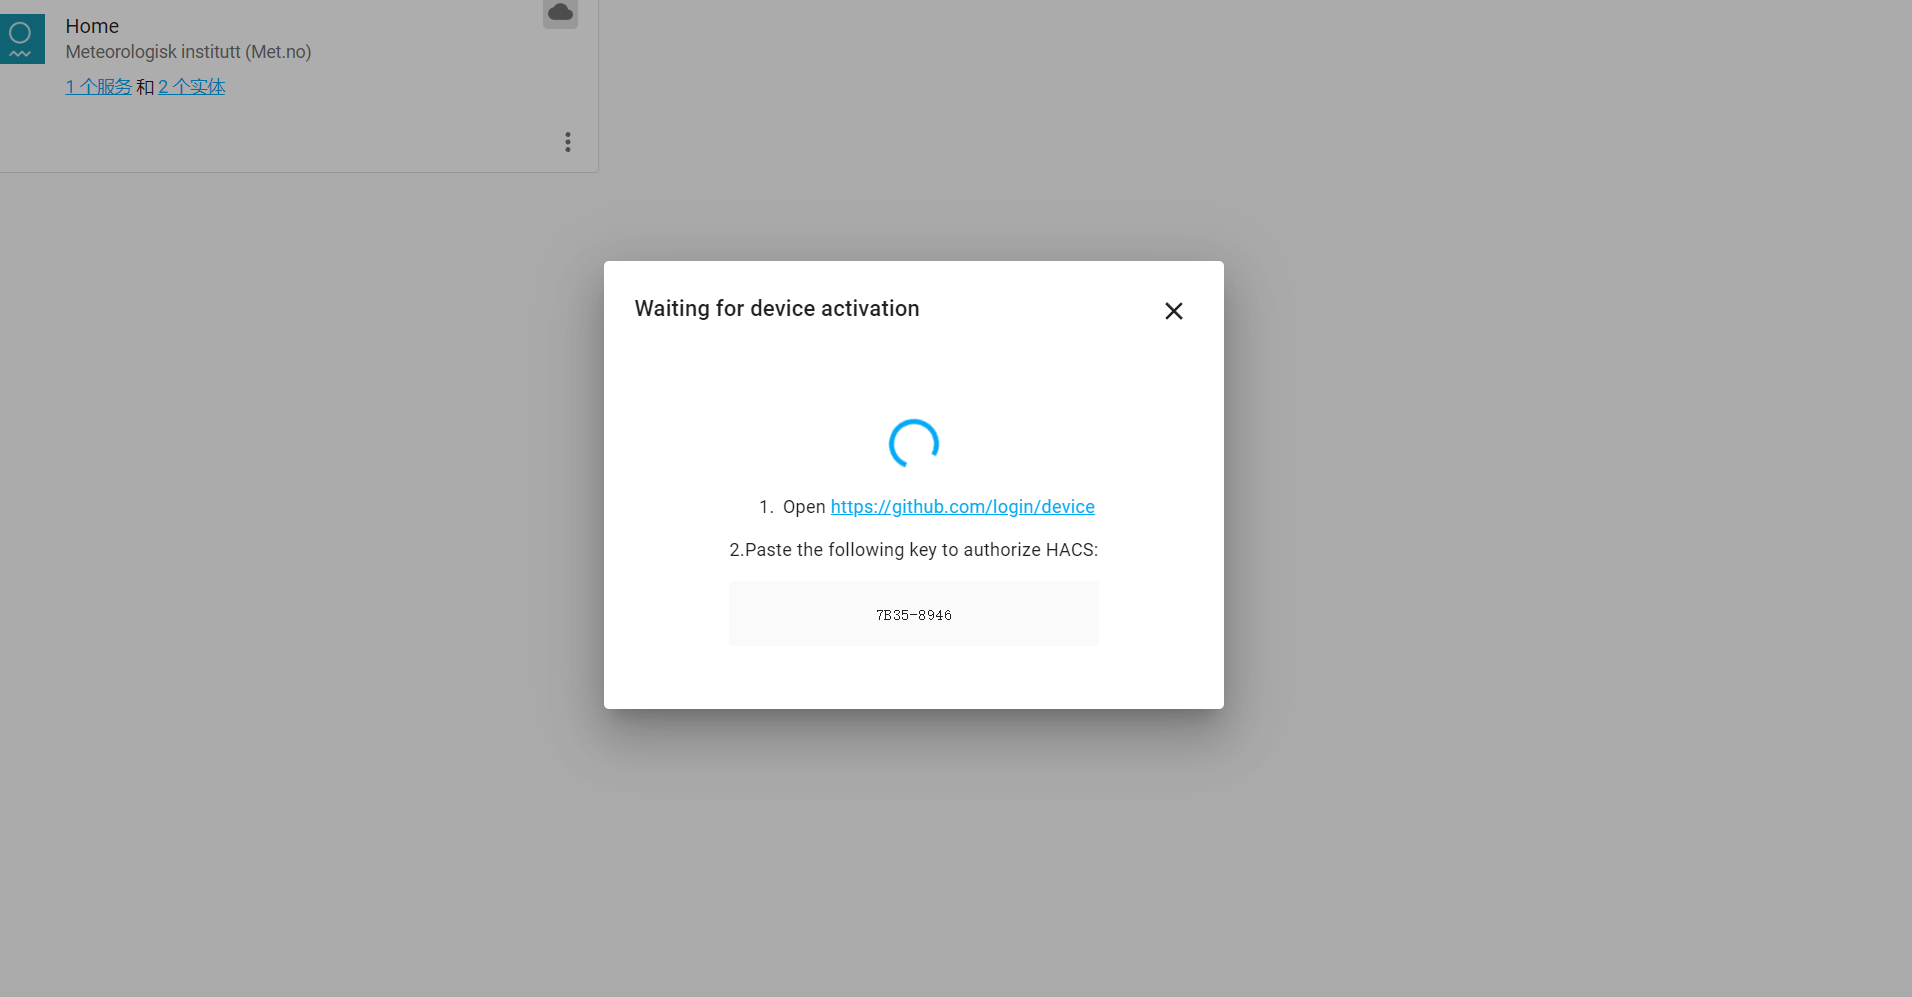 Home
Meteorologisk institutt (Met.no)
1 个服务 和 2 个实体
Waiting for device activation
1. Open https://github.com/login/device
2.Paste the following key to authorize HACS:
7B35-8946